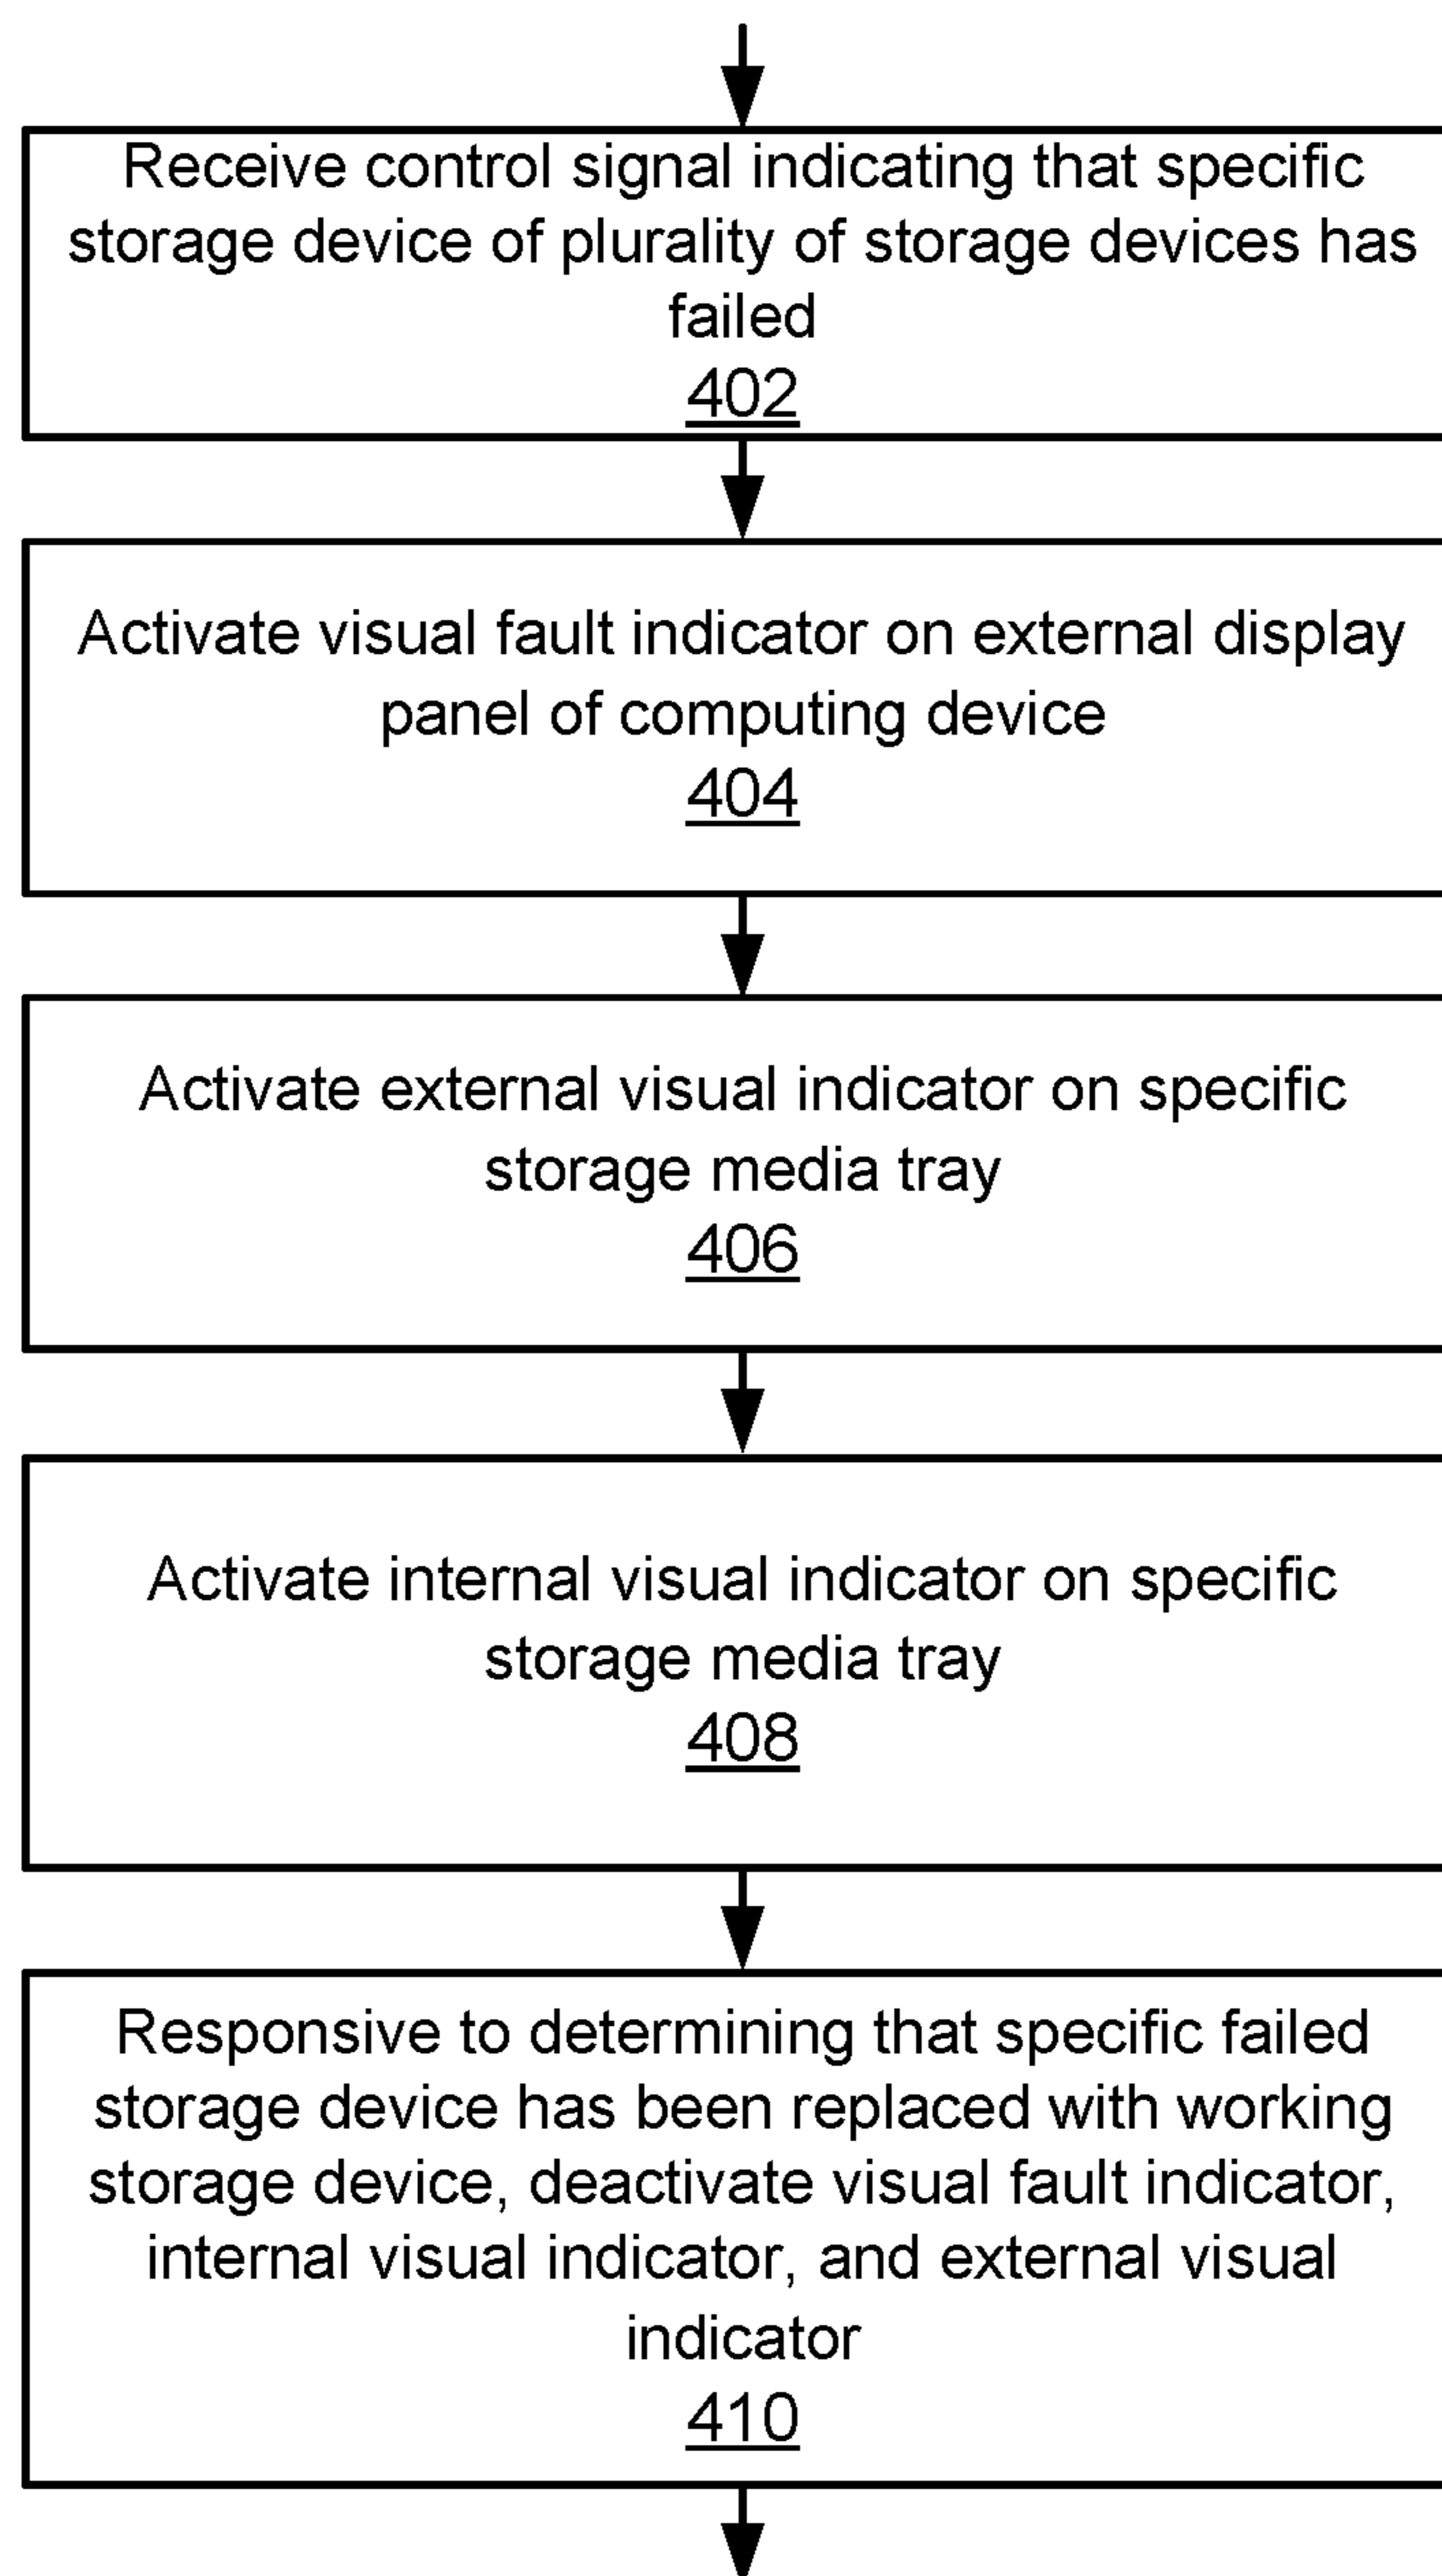 Receive control signal indicating that specific
storage device of plurality of storage devices has
failed
402
Activate visual fault indicator on external display
panel of computing device
404
Activate external visual indicator on specific
storage media tray
406
Activate internal visual indicator on specific
storage media tray
408
Responsive to determining that specific failed
storage device has been replaced with working
storage device, deactivate visual fault indicator,
internal visual indicator, and external visual
indicator
410